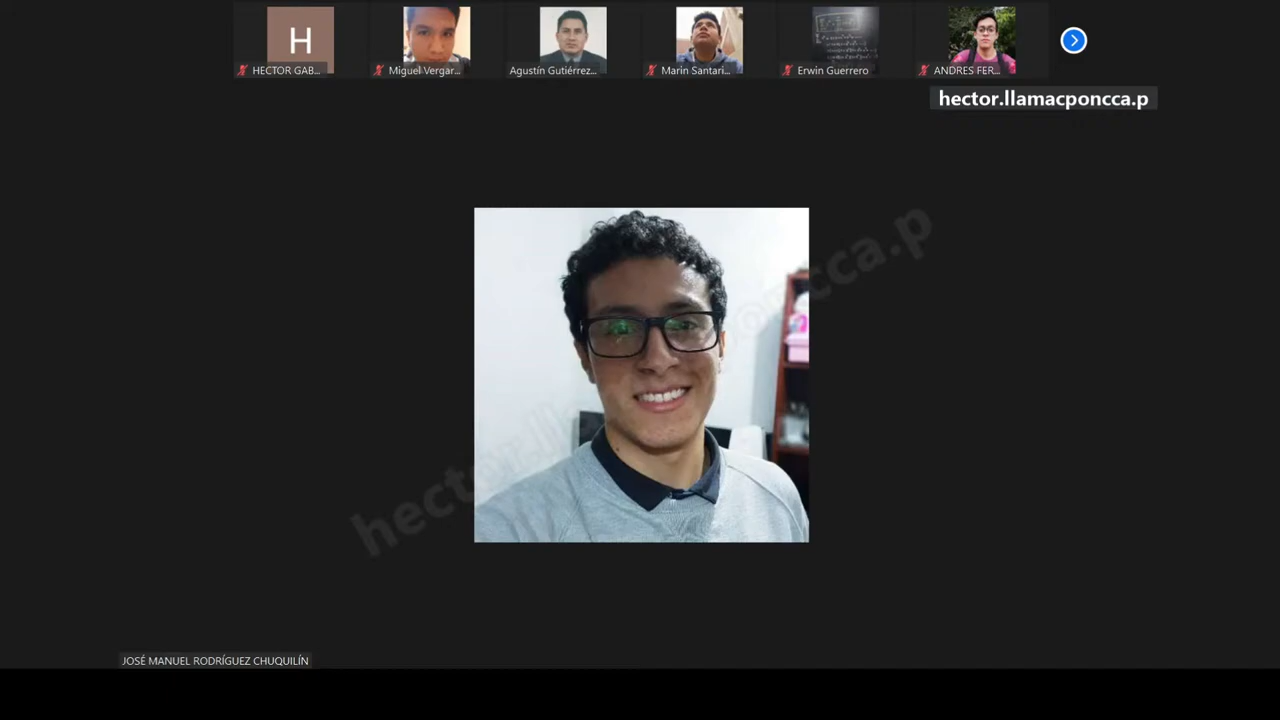 H
HECTOR GAB...
Miguel Vergar...
Agustín Gutiérrez...
Marin Santari...
Erwin Guerrero
ANDRES FER...
hector.llamacponcca.p
JOSÉ MANUEL RODRÍGUEZ CHUQUILÍN